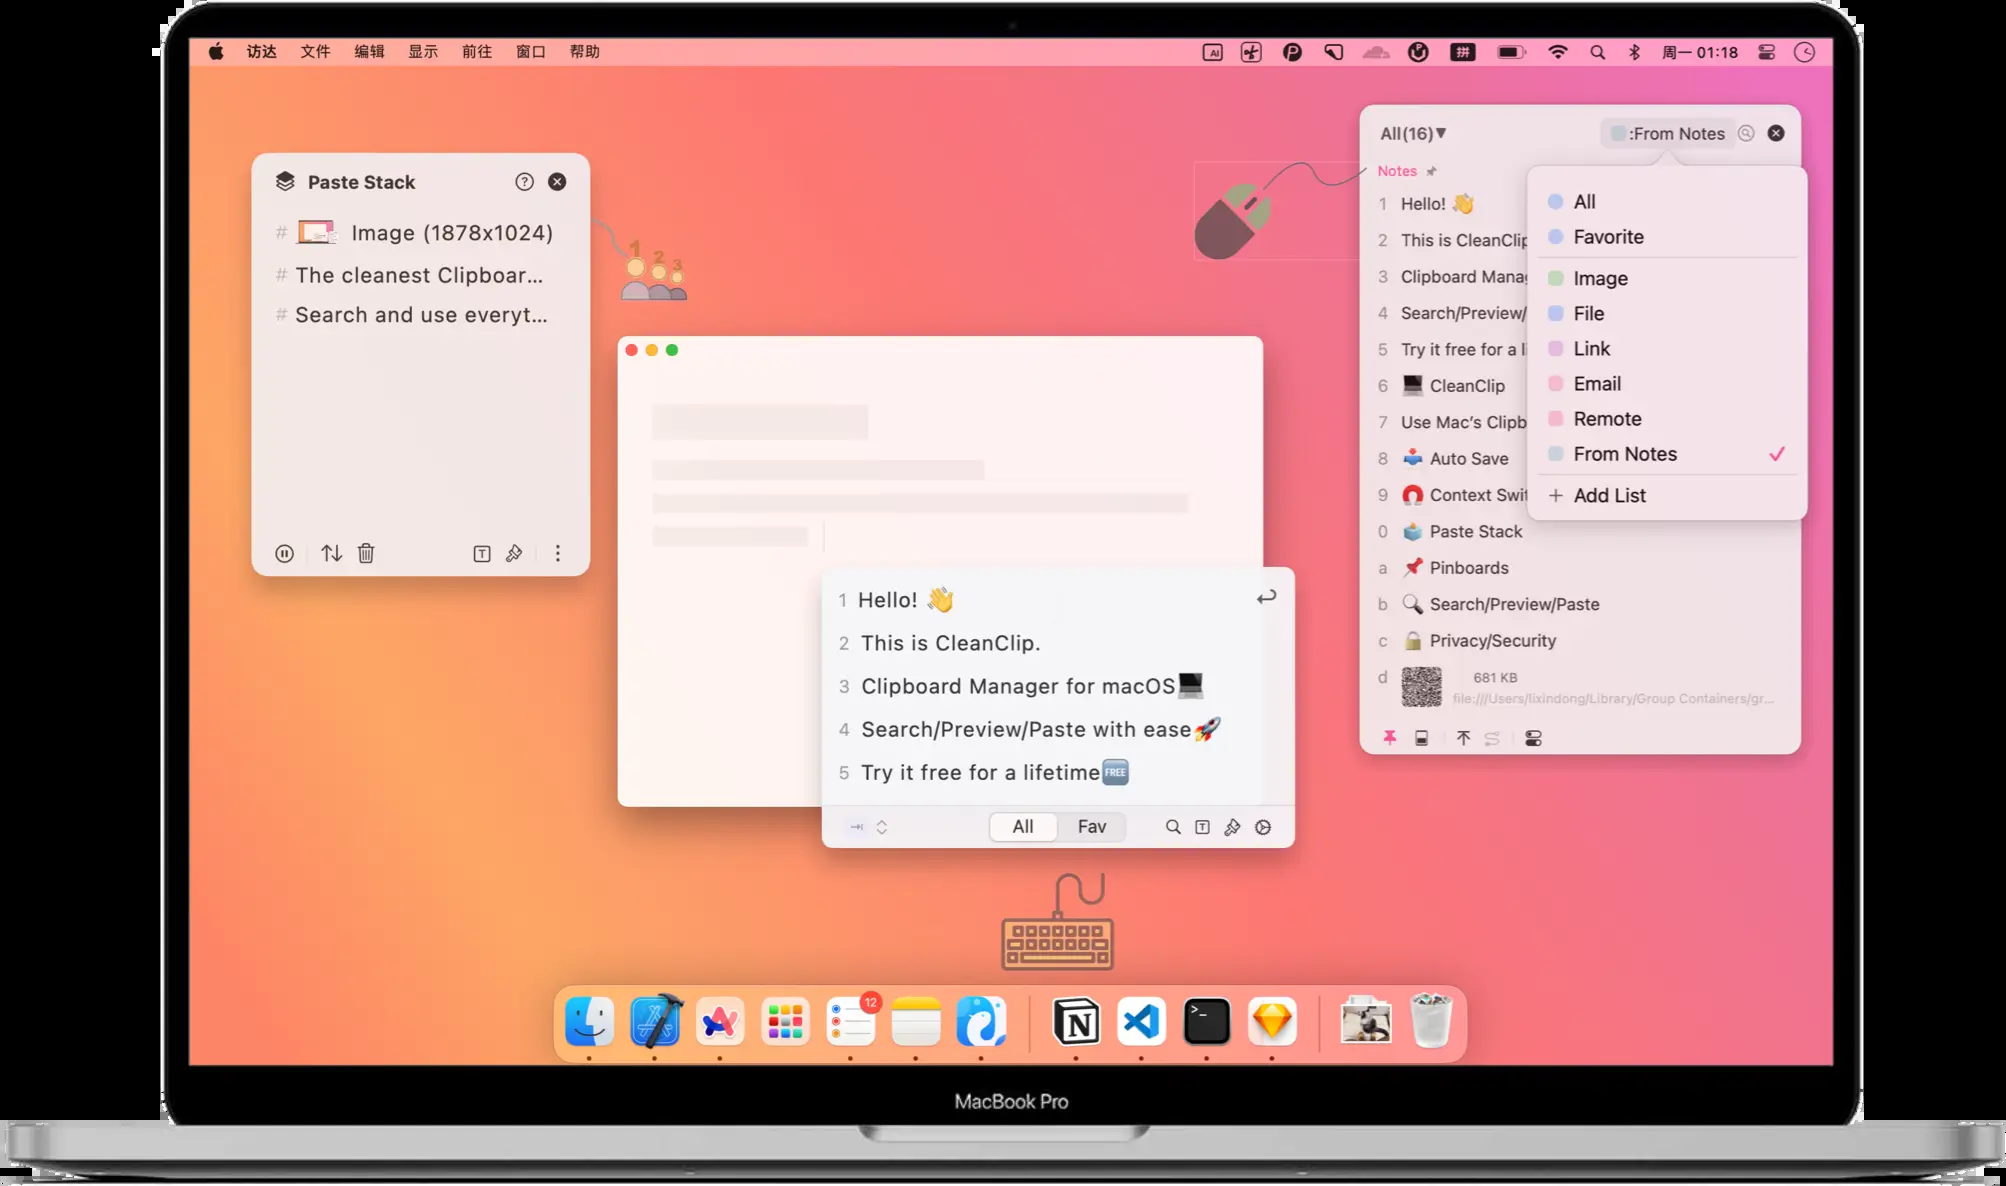 访达 文件 编辑 显示 前往 窗口 帮助 AI 拼 周一 01:18
Paste Stack ?
# Image (1878x1024)
# The cleanest Clipboar...
# Search and use everyt...
T
1 2 3
1 Hello! 👋
2 This is CleanClip.
3 Clipboard Manager for macOS💻
4 Search/Preview/Paste with ease🚀
5 Try it free for a lifetime🆓
All Fav T
All(16)▼ :From Notes
Notes
1 Hello! 👋
2 This is CleanClip
3 Clipboard Mana
4 Search/Preview/
5 Try it free for a
6 💻 CleanClip
7 Use Mac’s Clipb
8 📥 Auto Save
9 🧲 Context Swit
0 Paste Stack
a 📌 Pinboards
b 🔍 Search/Preview/Paste
c 🔒 Privacy/Security
d 681 KB
file:///Users/lixindong/Library/Group Containers/gr...
All
Favorite
Image
File
Link
Email
Remote
From Notes ✓
+ Add List
12
N
>_
MacBook Pro